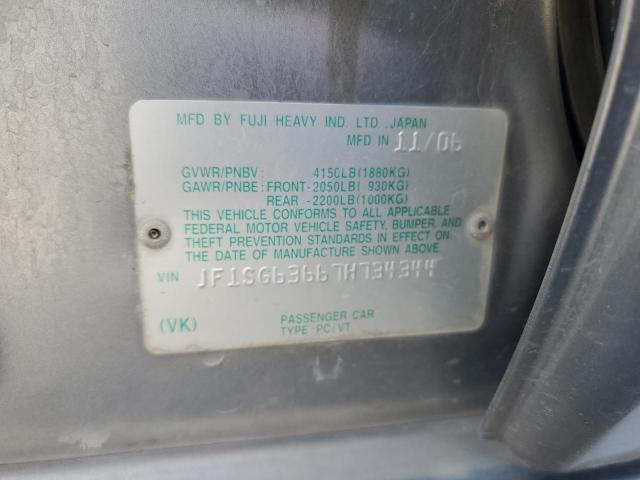 MFD BY FUJI HEAVY IND. LTD., JAPAN
MFD IN 11/06
GVWR/PNBV: 4150LB(1880KG)
GAWR/PNBE: FRONT-2050LB( 930KG)
REAR -2200LB(1000KG)
THIS VEHICLE CONFORMS TO ALL APPLICABLE
FEDERAL MOTOR VEHICLE SAFETY, BUMPER, AND
THEFT PREVENTION STANDARDS IN EFFECT ON
THE DATE OF MANUFACTURE SHOWN ABOVE.
VIN JF1SG63667H734344
(VK) PASSENGER CAR
TYPE:PC/VT